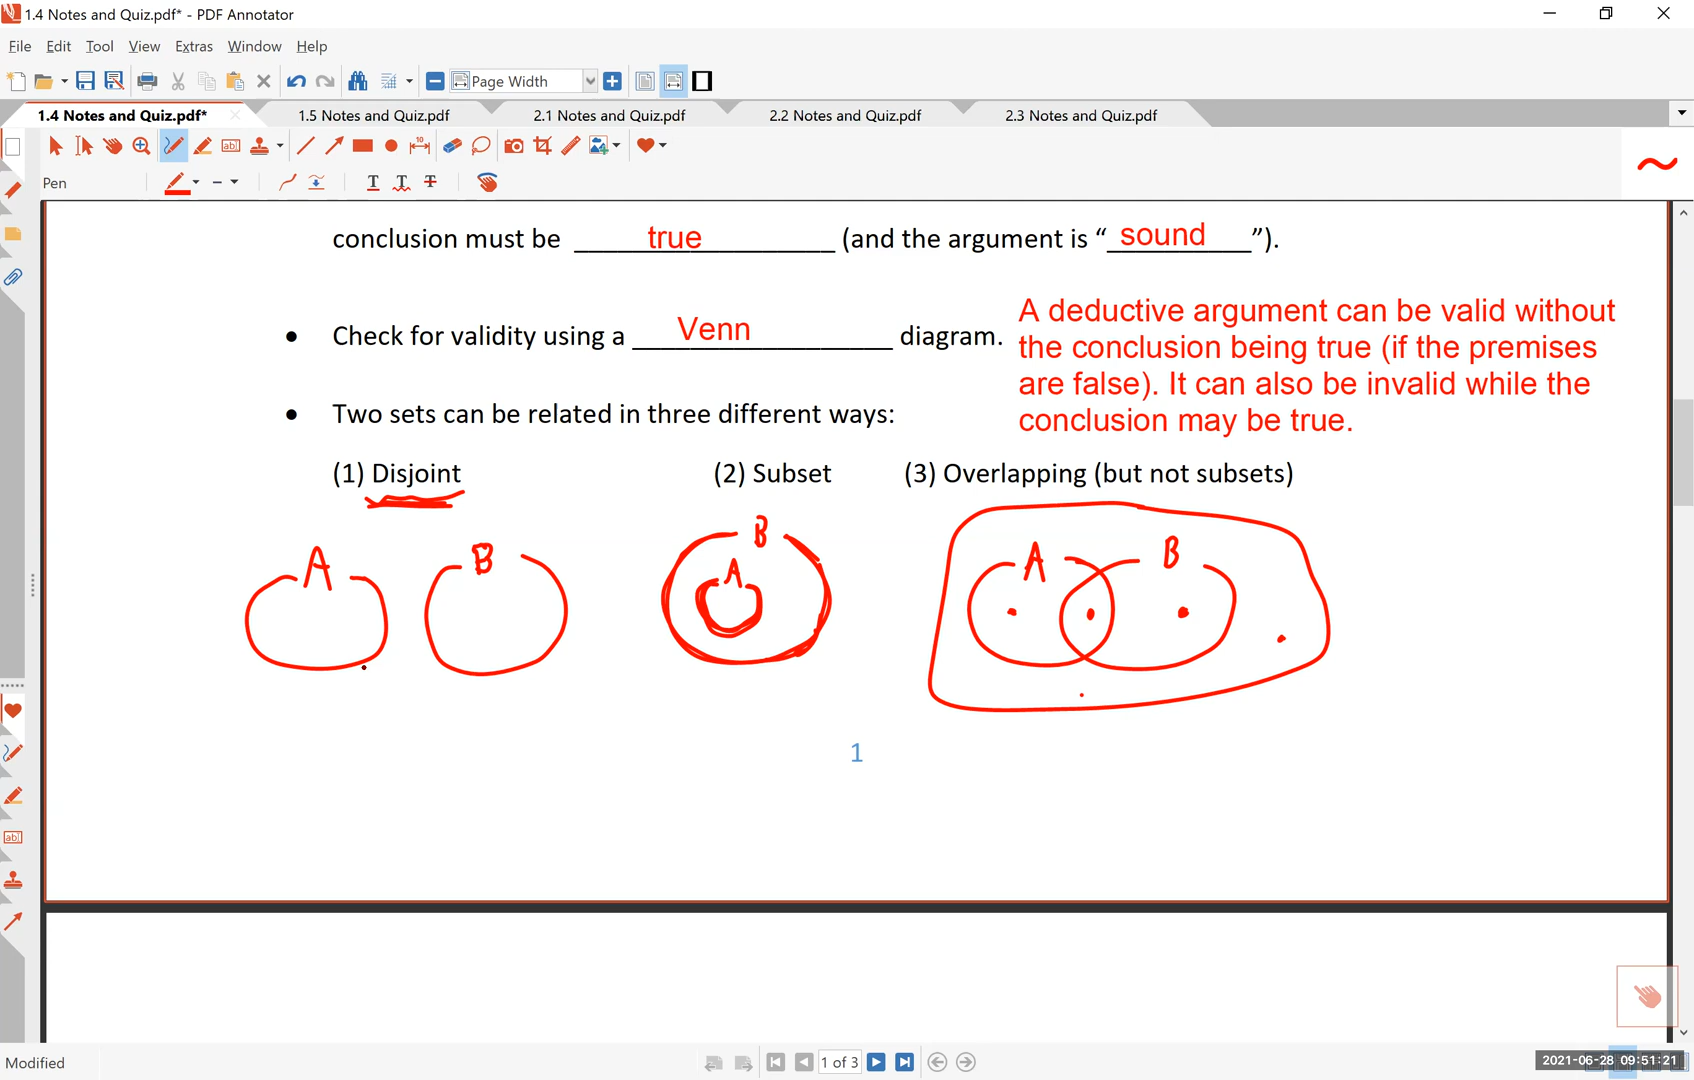 1.4 Notes and Quiz.pdf* - PDF Annotator
File Edit Tool View Extras Window Help
Page Width
1.4 Notes and Quiz.pdf* 1.5 Notes and Quiz.pdf 2.1 Notes and Quiz.pdf 2.2 Notes and Quiz.pdf 2.3 Notes and Quiz.pdf
Pen
conclusion must be true (and the argument is “sound”).
• Check for validity using a Venn diagram.
A deductive argument can be valid without
the conclusion being true (if the premises
are false). It can also be invalid while the
conclusion may be true.
• Two sets can be related in three different ways:
(1) Disjoint (2) Subset (3) Overlapping (but not subsets)
A B B A A B
1
Modified
1 of 3
2021-06-28 09:51:21